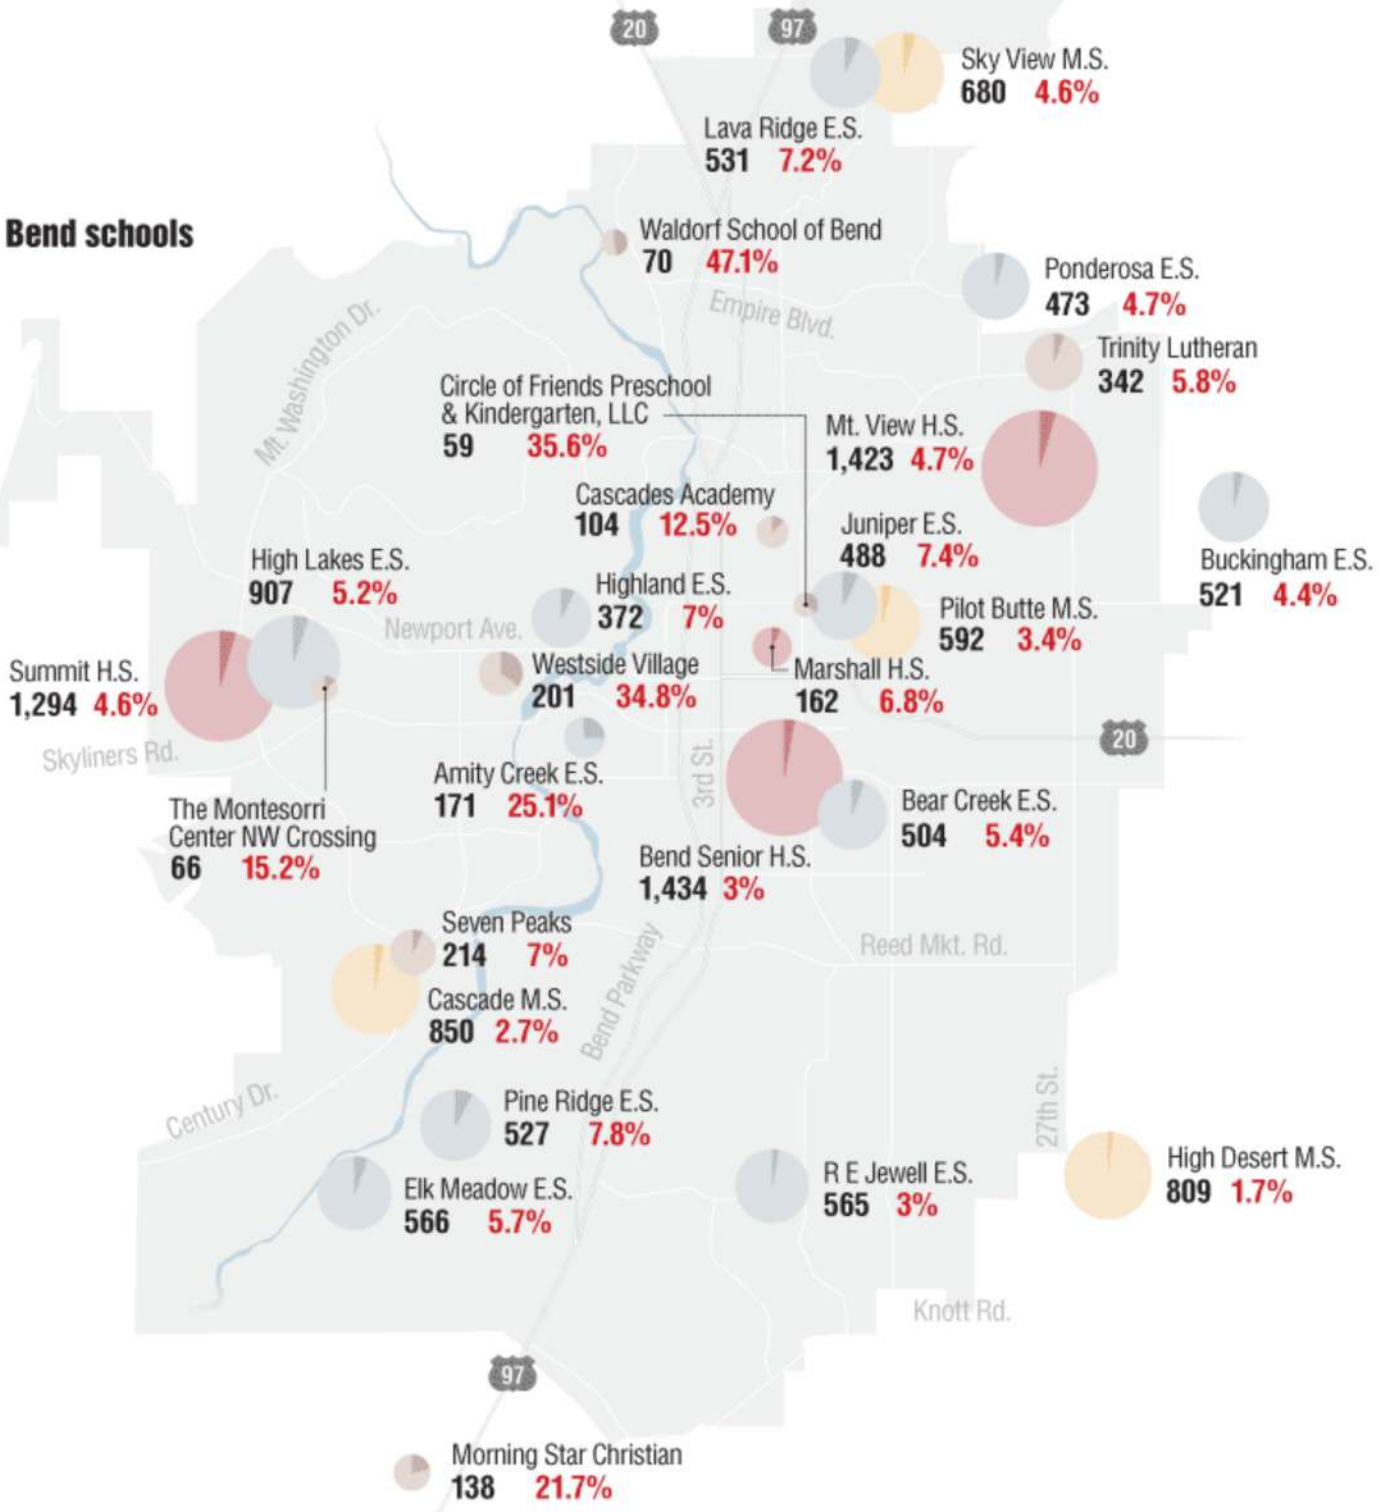 20
97
Sky View M.S.
680 4.6%
Lava Ridge E.S.
531 7.2%
Bend schools
Waldorf School of Bend
70 47.1%
Ponderosa E.S.
473 4.7%
Empire Blvd.
Mt. Washington Dr.
Trinity Lutheran
342 5.8%
Circle of Friends Preschool
& Kindergarten, LLC
59 35.6%
Mt. View H.S.
1,423 4.7%
Cascades Academy
104 12.5%
Juniper E.S.
488 7.4%
Buckingham E.S.
521 4.4%
High Lakes E.S.
907 5.2%
Highland E.S.
372 7%
Newport Ave.
Pilot Butte M.S.
592 3.4%
Summit H.S.
1,294 4.6%
Westside Village
201 34.8%
Marshall H.S.
162 6.8%
Skyliners Rd.
20
3rd St.
Amity Creek E.S.
171 25.1%
The Montesorri
Center NW Crossing
66 15.2%
Bear Creek E.S.
504 5.4%
Bend Senior H.S.
1,434 3%
Seven Peaks
214 7%
Reed Mkt. Rd.
Bend Parkway
Cascade M.S.
850 2.7%
Century Dr.
Pine Ridge E.S.
527 7.8%
27th St.
Elk Meadow E.S.
566 5.7%
R E Jewell E.S.
565 3%
High Desert M.S.
809 1.7%
Knott Rd.
97
Morning Star Christian
138 21.7%